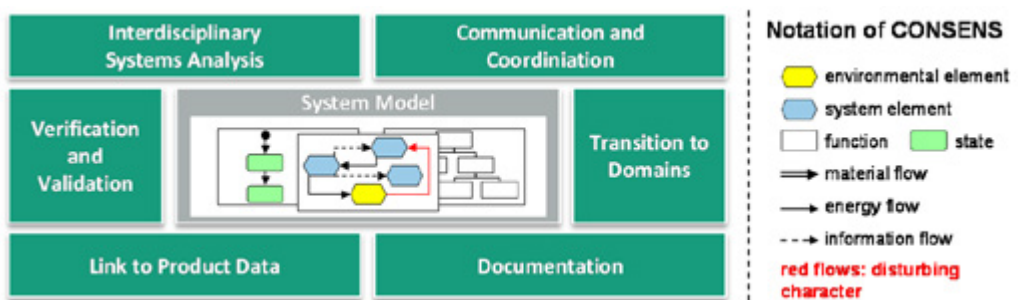 Interdisciplinary
Systems Analysis
Communication and
Coordiniation
Verification
and
Validation
System Model
Transition to
Domains
Link to Product Data
Documentation
Notation of CONSENS
environmental element
system element
function
state
material flow
energy flow
information flow
red flows: disturbing
character